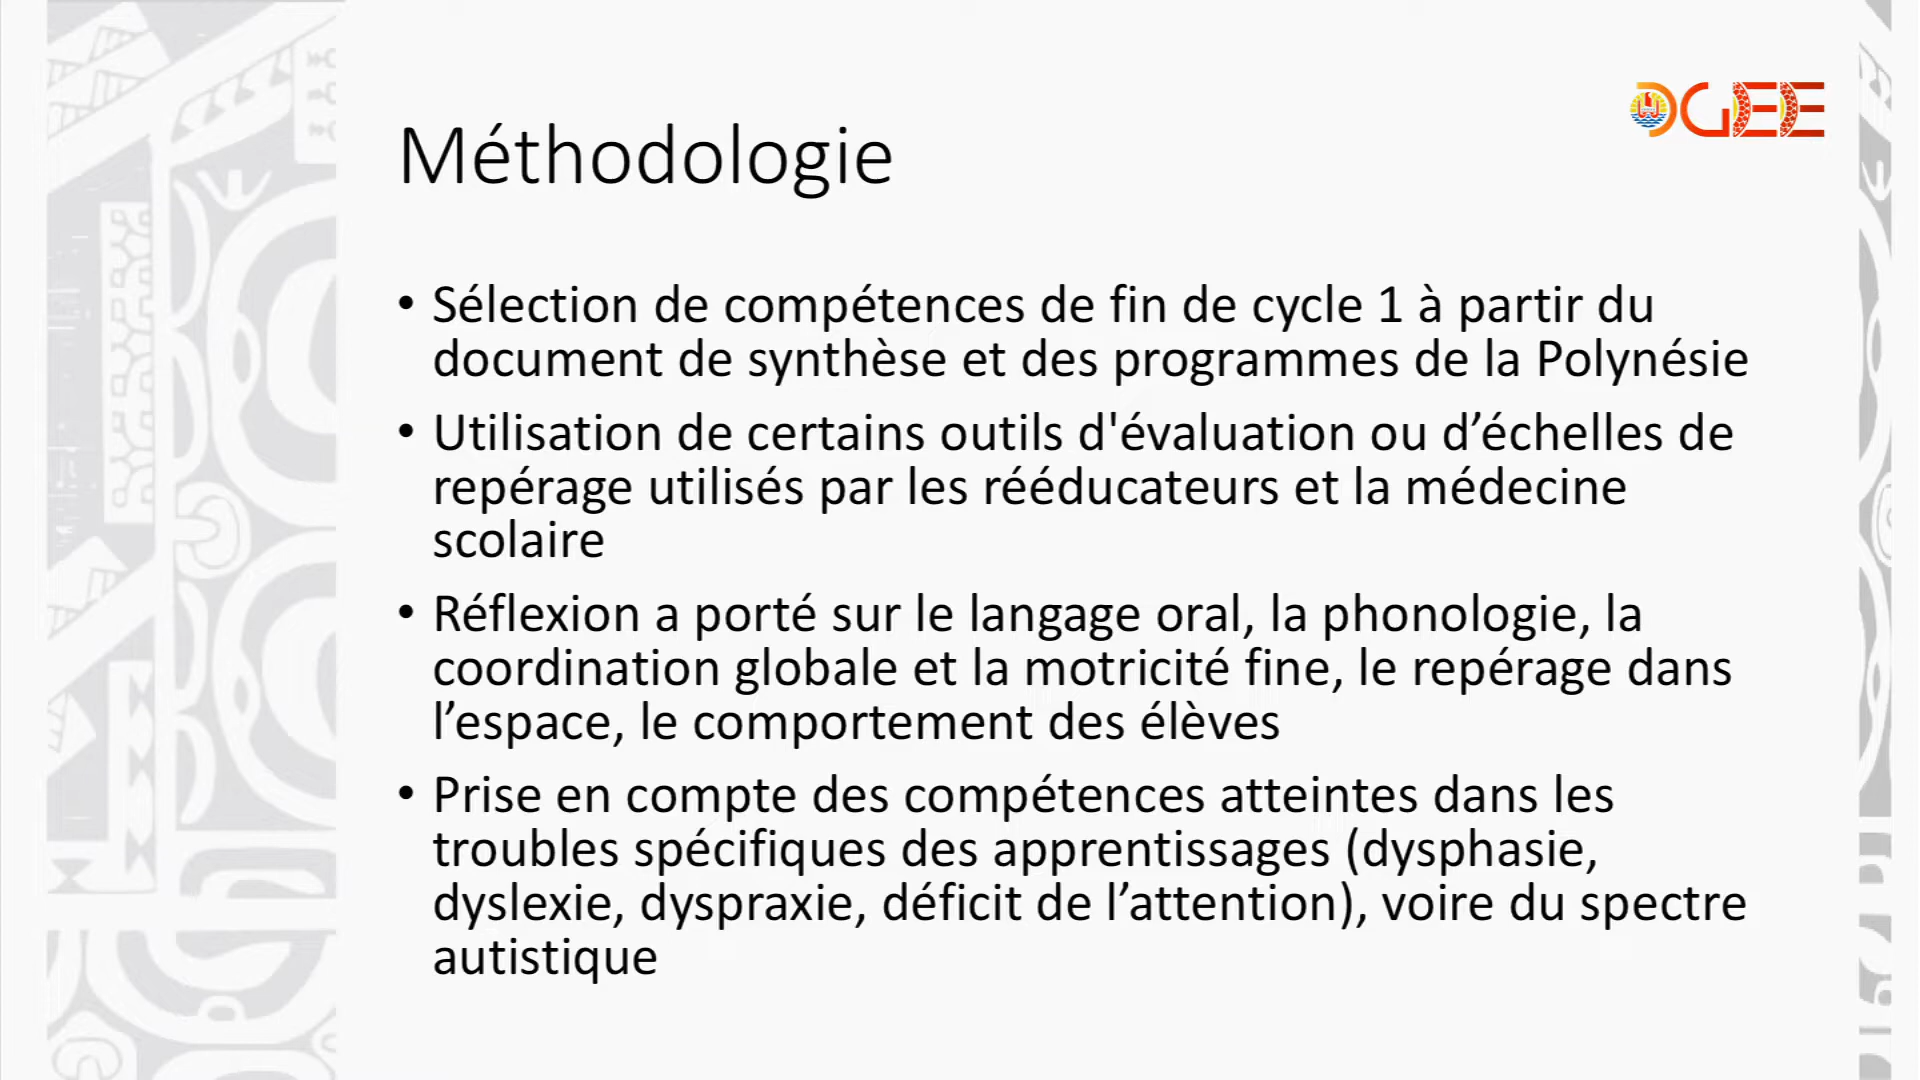 DGEE
Méthodologie
• Sélection de compétences de fin de cycle 1 à partir du
document de synthèse et des programmes de la Polynésie
• Utilisation de certains outils d'évaluation ou d’échelles de
repérage utilisés par les rééducateurs et la médecine
scolaire
• Réflexion a porté sur le langage oral, la phonologie, la
coordination globale et la motricité fine, le repérage dans
l’espace, le comportement des élèves
• Prise en compte des compétences atteintes dans les
troubles spécifiques des apprentissages (dysphasie,
dyslexie, dyspraxie, déficit de l’attention), voire du spectre
autistique